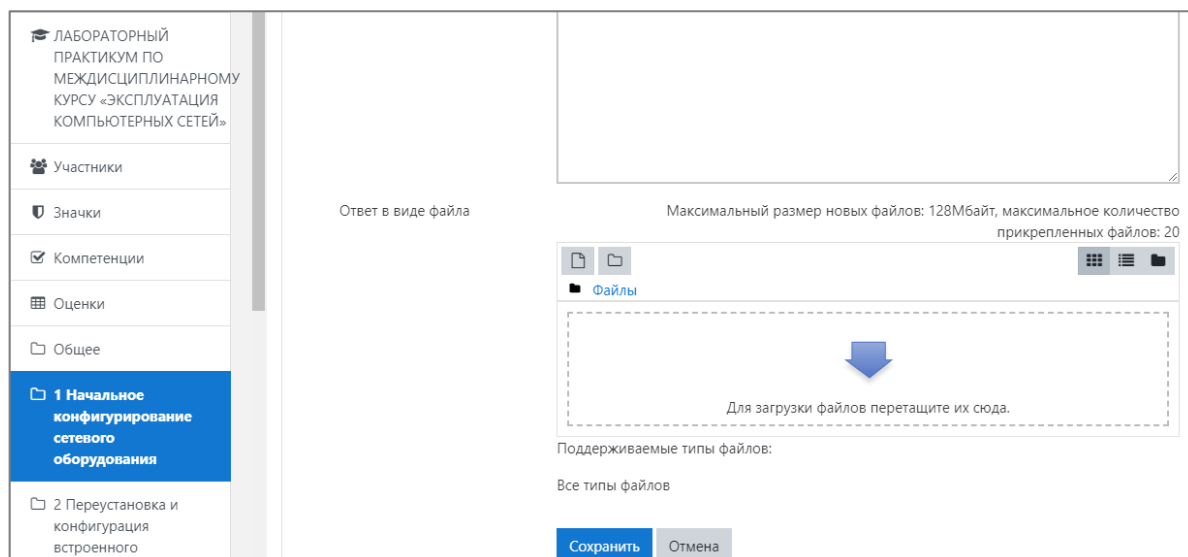 ЛАБОРАТОРНЫЙ
ПРАКТИКУМ ПО
МЕЖДИСЦИПЛИНАРНОМУ
КУРСУ «ЭКСПЛУАТАЦИЯ
КОМПЬЮТЕРНЫХ СЕТЕЙ»
Участники
Значки
Компетенции
Оценки
Общее
1 Начальное
конфигурирование
сетевого
оборудования
2 Переустановка и
конфигурация
встроенного
Ответ в виде файла
Максимальный размер новых файлов: 128Мбайт, максимальное количество
прикрепленных файлов: 20
Файлы
Для загрузки файлов перетащите их сюда.
Поддерживаемые типы файлов:
Все типы файлов
Сохранить Отмена